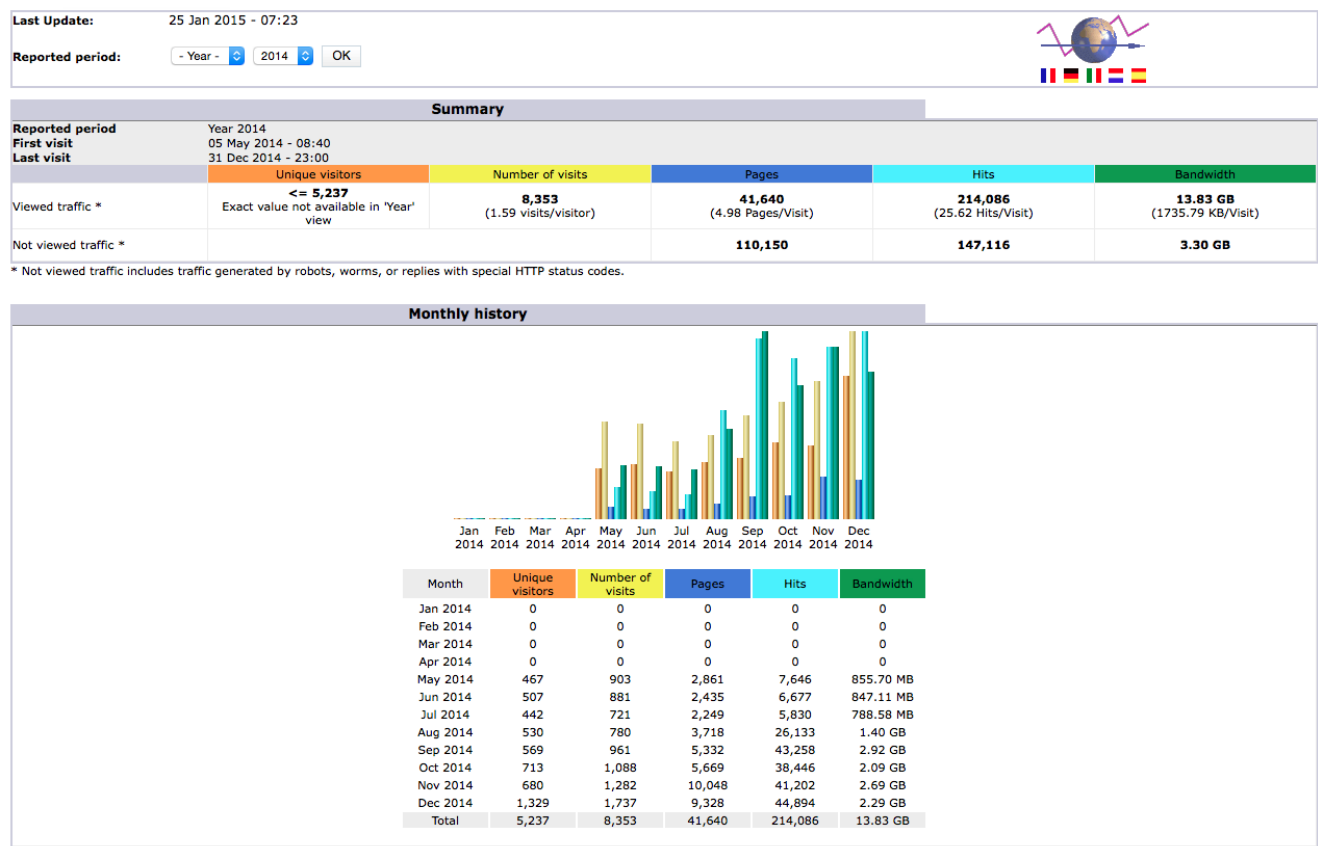 Last Update: 25 Jan 2015 - 07:23
Reported period: - Year - 2014 OK
Summary
Reported period Year 2014
First visit 05 May 2014 - 08:40
Last visit 31 Dec 2014 - 23:00
Unique visitors Number of visits Pages Hits Bandwidth
Viewed traffic * <= 5,237 8,353 41,640 214,086 13.83 GB
Exact value not available in 'Year' (1.59 visits/visitor) (4.98 Pages/Visit) (25.62 Hits/Visit) (1735.79 KB/Visit)
view
Not viewed traffic * 110,150 147,116 3.30 GB
* Not viewed traffic includes traffic generated by robots, worms, or replies with special HTTP status codes.
Monthly history
Jan Feb Mar Apr May Jun Jul Aug Sep Oct Nov Dec
2014 2014 2014 2014 2014 2014 2014 2014 2014 2014 2014 2014
Month Unique visitors Number of visits Pages Hits Bandwidth
Jan 2014 0 0 0 0 0
Feb 2014 0 0 0 0 0
Mar 2014 0 0 0 0 0
Apr 2014 0 0 0 0 0
May 2014 467 903 2,861 7,646 855.70 MB
Jun 2014 507 881 2,435 6,677 847.11 MB
Jul 2014 442 721 2,249 5,830 788.58 MB
Aug 2014 530 780 3,718 26,133 1.40 GB
Sep 2014 569 961 5,332 43,258 2.92 GB
Oct 2014 713 1,088 5,669 38,446 2.09 GB
Nov 2014 680 1,282 10,048 41,202 2.69 GB
Dec 2014 1,329 1,737 9,328 44,894 2.29 GB
Total 5,237 8,353 41,640 214,086 13.83 GB